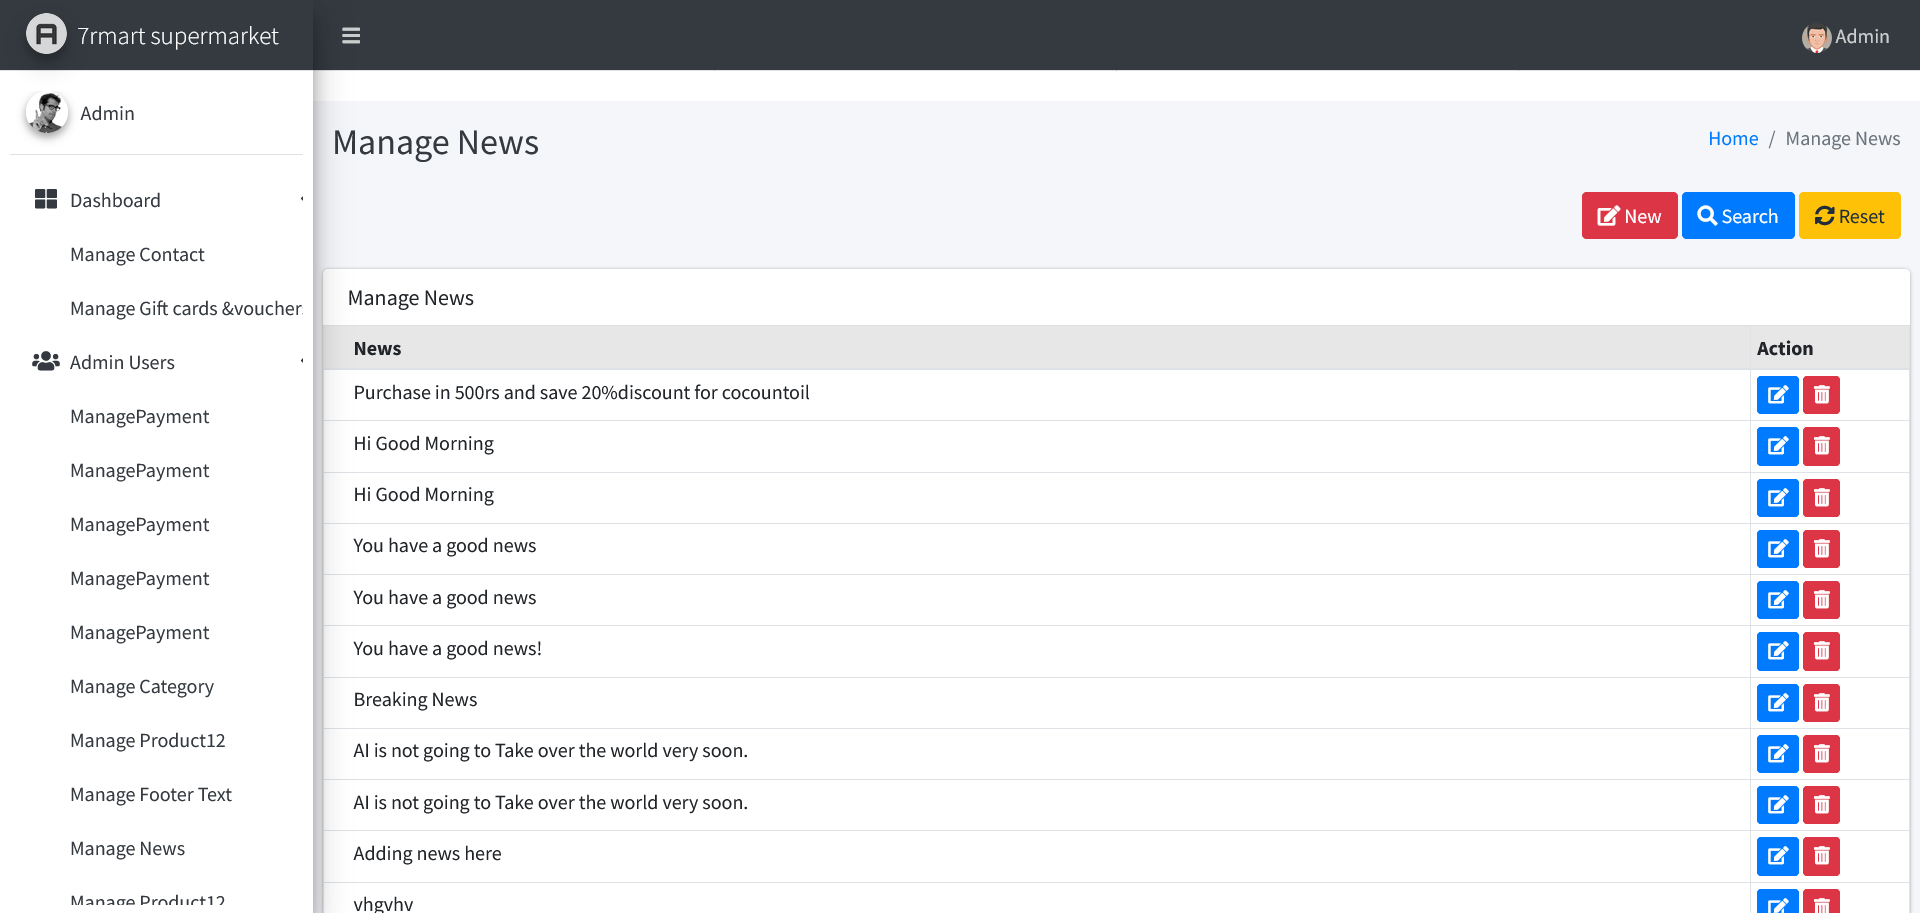 7rmart supermarket
Admin
Admin
Dashboard
Manage Contact
Manage Gift cards &voucher
Admin Users
ManagePayment
ManagePayment
ManagePayment
ManagePayment
ManagePayment
Manage Category
Manage Product12
Manage Footer Text
Manage News
Manage Product12
Manage News
Home / Manage News
New
Search
Reset
Manage News
News Action
Purchase in 500rs and save 20%discount for cocountoil
Hi Good Morning
Hi Good Morning
You have a good news
You have a good news
You have a good news!
Breaking News
AI is not going to Take over the world very soon.
AI is not going to Take over the world very soon.
Adding news here
vhgvhv